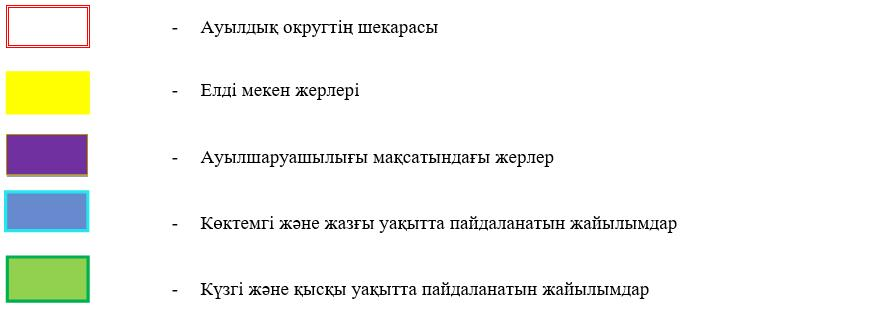 - Ауылдық округтің шекарасы
- Елді мекен жерлері
- Ауылшаруашылығы мақсатындағы жерлер
- Көктемгі және жазғы уақытта пайдаланатын жайылымдар
- Күзгі және қысқы уақытта пайдаланатын жайылымдар